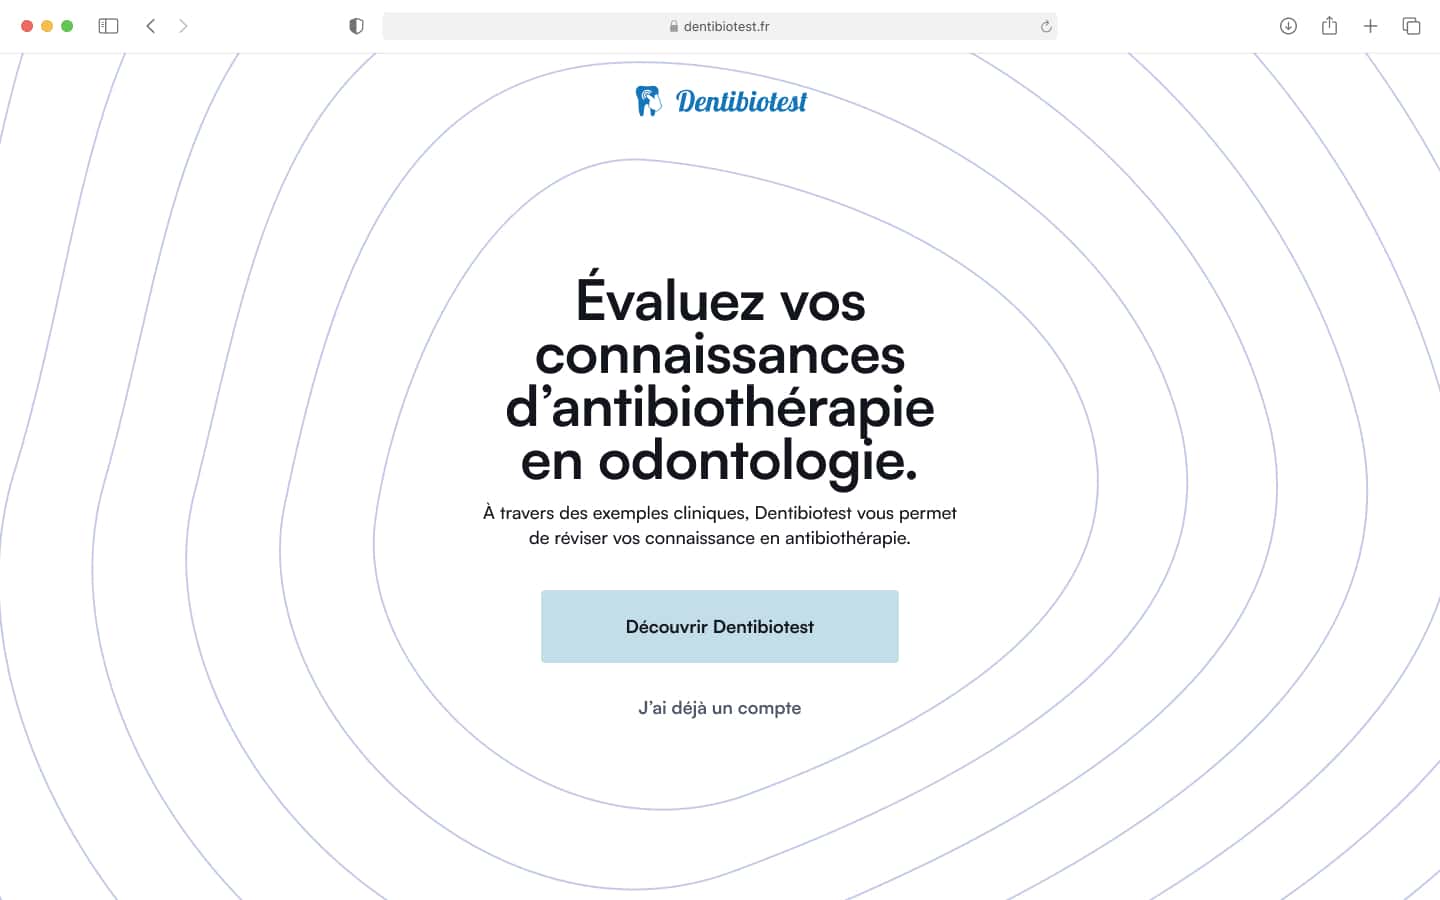 dentibiotest.fr
Dentibiotest
Évaluez vos
connaissances
d’antibiothérapie
en odontologie.
À travers des exemples cliniques, Dentibiotest vous permet
de réviser vos connaissance en antibiothérapie.
Découvrir Dentibiotest
J’ai déjà un compte